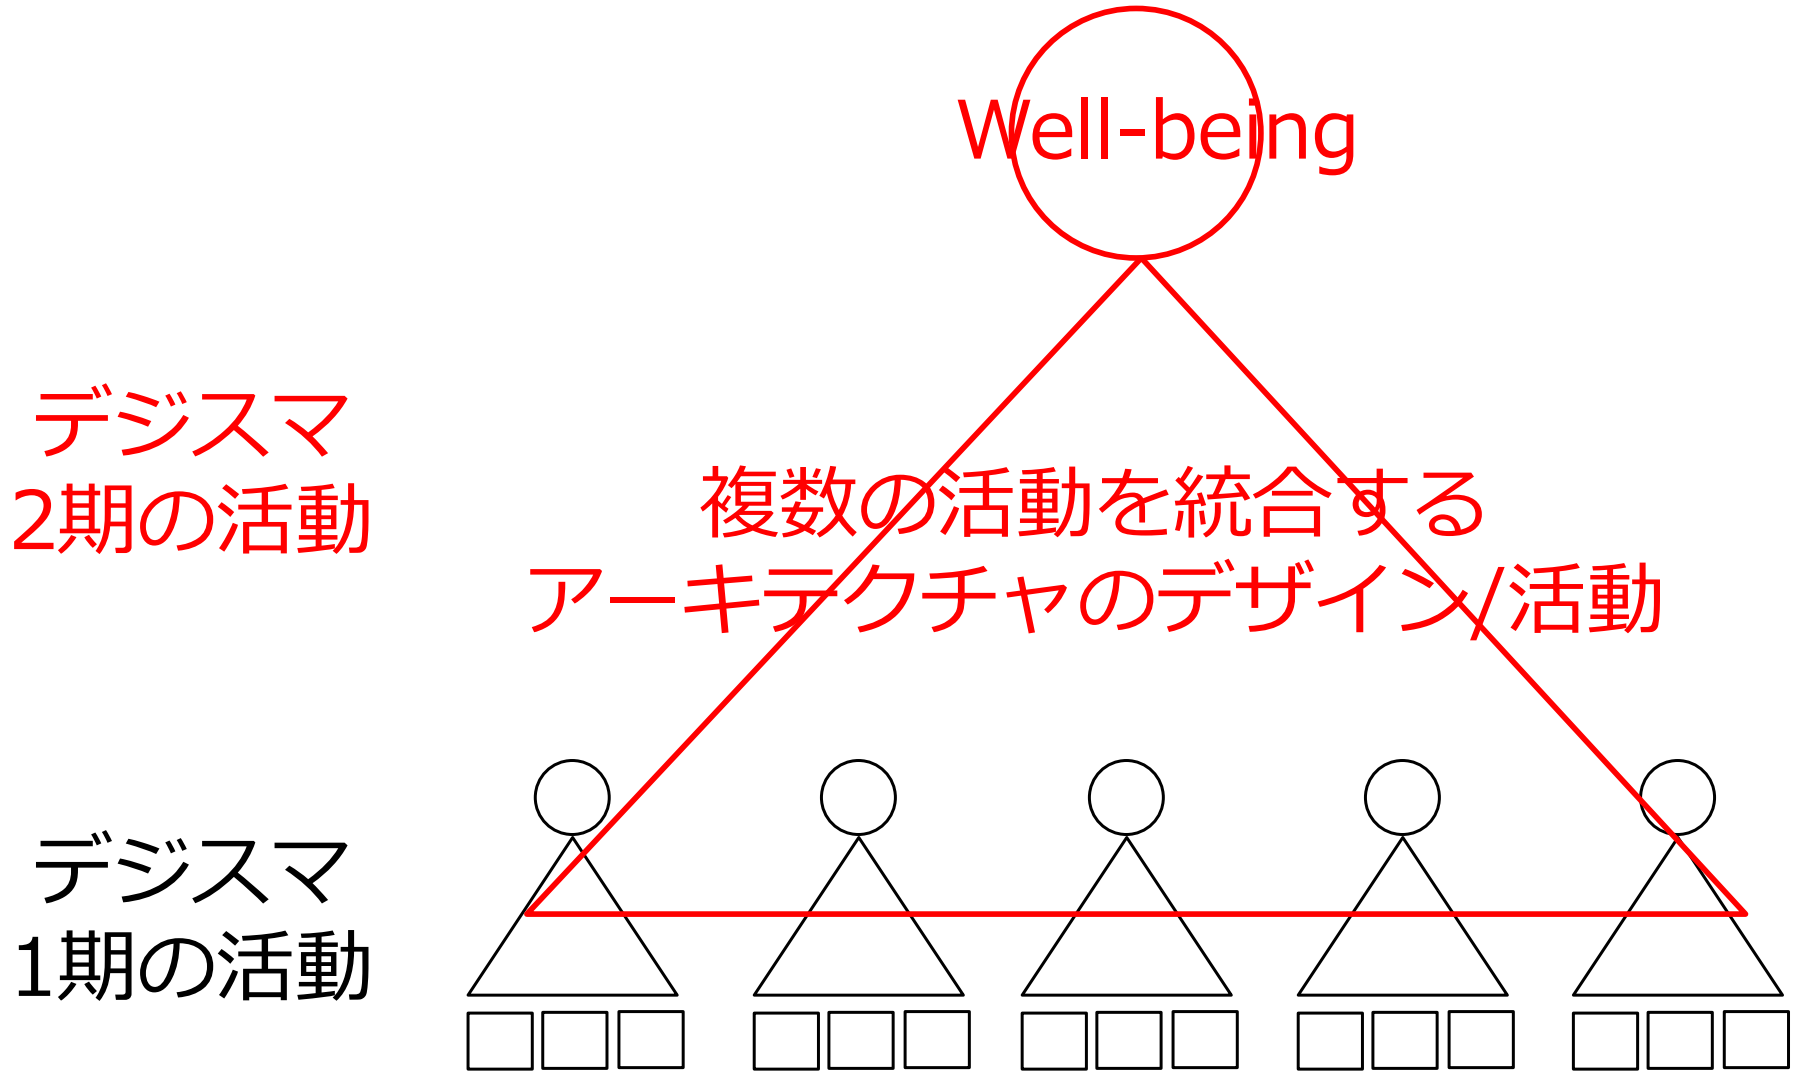 Well-being
デジスマ
2期の活動
複数の活動を統合する
アーキテクチャのデザイン/活動
デジスマ
1期の活動